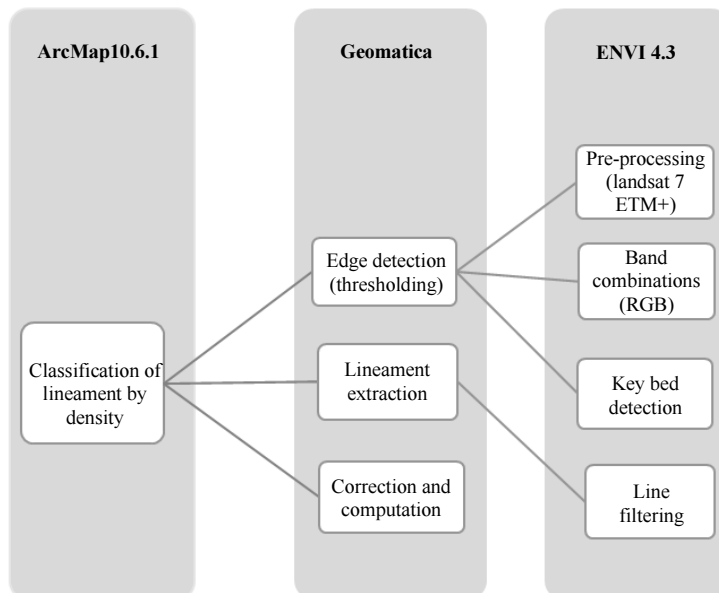 ArcMap10.6.1
Classification of
lineament by
density
Geomatica
Edge detection
(thresholding)
Lineament
extraction
Correction and
computation
ENVI 4.3
Pre-processing
(landsat 7
ETM+)
Band
combinations
(RGB)
Key bed
detection
Line
filtering